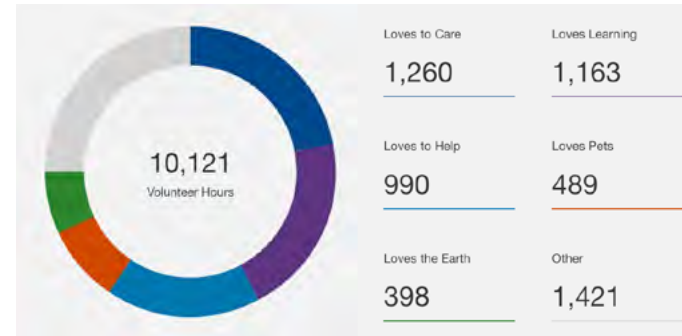 10,121
Volunteer Hours
Loves to Care
1,260
Loves Learning
1,163
Loves to Help
990
Loves Pets
489
Loves the Earth
398
Other
1,421